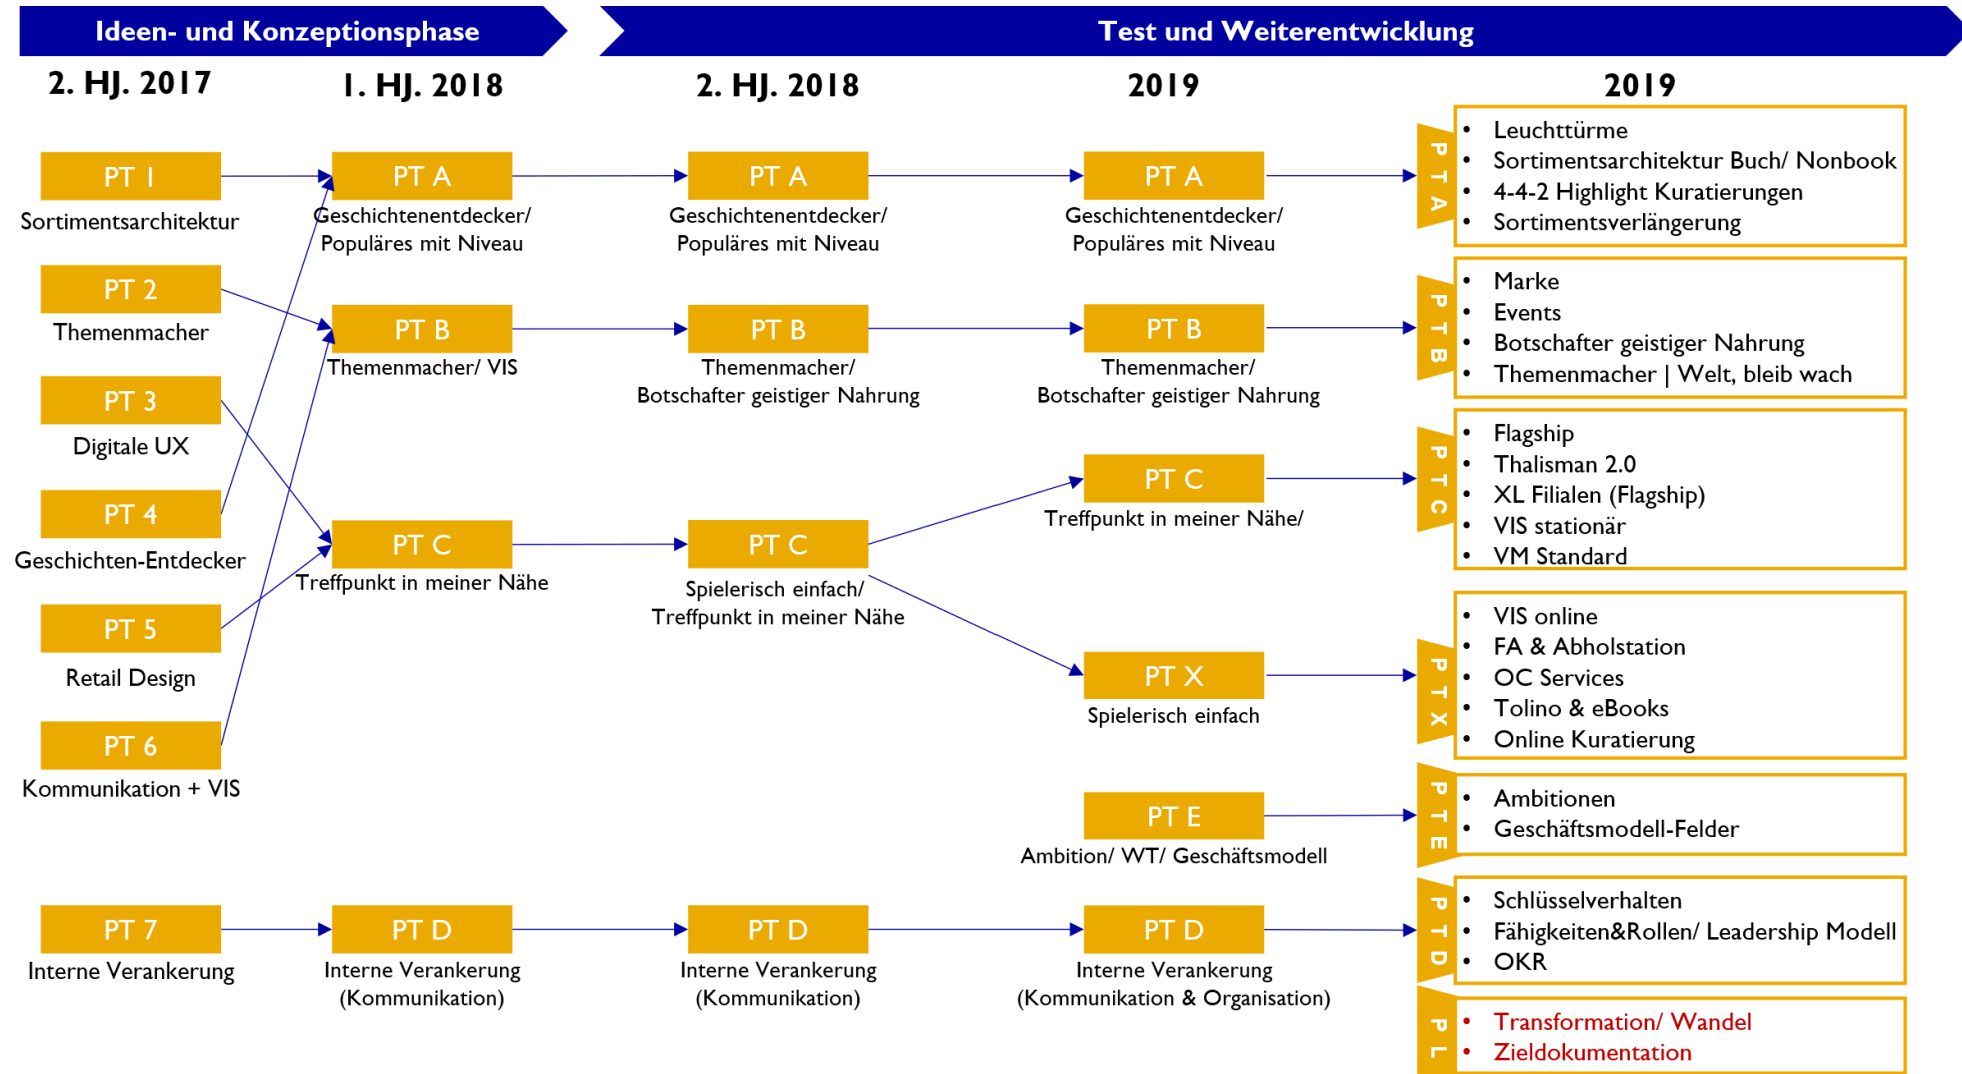 Ideen- und Konzeptionsphase
Test und Weiterentwicklung
2. HJ. 2017
1. HJ. 2018
2. HJ. 2018
2019
2019
PT 1
Sortimentsarchitektur
PT 2
Themenmacher
PT 3
Digitale UX
PT 4
Geschichten-Entdecker
PT 5
Retail Design
PT 6
Kommunikation + VIS
PT 7
Interne Verankerung
PT A
Geschichtenentdecker/
Populäres mit Niveau
PT B
Themenmacher/ VIS
PT C
Treffpunkt in meiner Nähe
PT D
Interne Verankerung
(Kommunikation)
PT A
Geschichtenentdecker/
Populäres mit Niveau
PT B
Themenmacher/
Botschafter geistiger Nahrung
PT C
Spielerisch einfach/
Treffpunkt in meiner Nähe
PT D
Interne Verankerung
(Kommunikation)
PT A
Geschichtenentdecker/
Populäres mit Niveau
PT B
Themenmacher/
Botschafter geistiger Nahrung
PT C
Treffpunkt in meiner Nähe/
PT X
Spielerisch einfach
PT E
Ambition/ WT/ Geschäftsmodell
PT D
Interne Verankerung
(Kommunikation & Organisation)
PTA
• Leuchttürme
• Sortimentsarchitektur Buch/ Nonbook
• 4-4-2 Highlight Kuratierungen
• Sortimentsverlängerung
PTB
• Marke
• Events
• Botschafter geistiger Nahrung
• Themenmacher | Welt, bleib wach
PTC
• Flagship
• Thalisman 2.0
• XL Filialen (Flagship)
• VIS stationär
• VM Standard
PTX
• VIS online
• FA & Abholstation
• OC Services
• Tolino & eBooks
• Online Kuratierung
PTE
• Ambitionen
• Geschäftsmodell-Felder
PTD
• Schlüsselverhalten
• Fähigkeiten&Rollen/ Leadership Modell
• OKR
PL
• Transformation/ Wandel
• Zieldokumentation